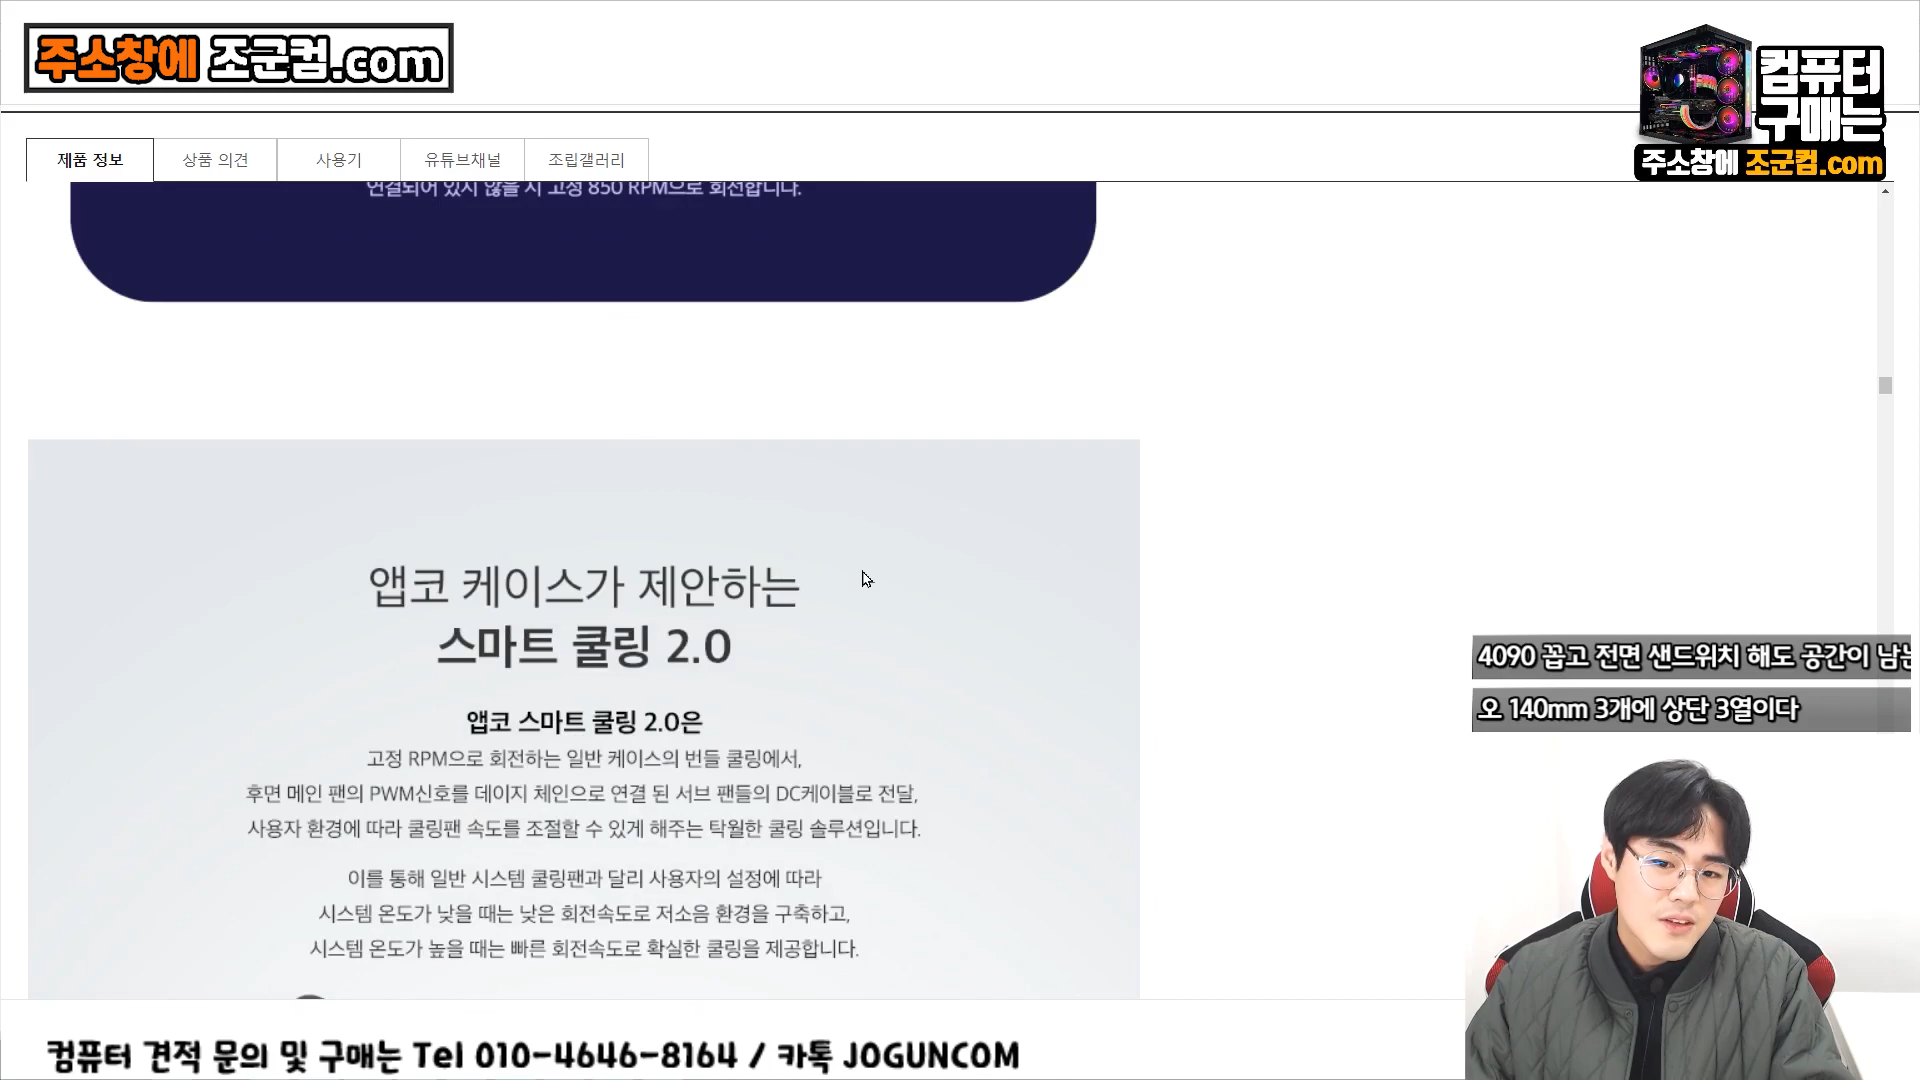 주소창에 조군컴.com
컴퓨터
구매는
주소창에 조군컴.com
제품 정보
상품 의견
사용기
유튜브채널
조립갤러리
연결되어 있지 않을 시 고정 850 RPM으로 회전합니다.
앱코 케이스가 제안하는
스마트 쿨링 2.0
앱코 스마트 쿨링 2.0은
고정 RPM으로 회전하는 일반 케이스의 번들 쿨링에서,
후면 메인 팬의 PWM신호를 데이지 체인으로 연결 된 서브 팬들의 DC케이블로 전달,
사용자 환경에 따라 쿨링팬 속도를 조절할 수 있게 해주는 탁월한 쿨링 솔루션입니다.
이를 통해 일반 시스템 쿨링팬과 달리 사용자의 설정에 따라
시스템 온도가 낮을 때는 낮은 회전속도로 저소음 환경을 구축하고,
시스템 온도가 높을 때는 빠른 회전속도로 확실한 쿨링을 제공합니다.
4090 꼽고 전면 샌드위치 해도 공간이 남는
오 140mm 3개에 상단 3열이다
컴퓨터 견적 문의 및 구매는 Tel 010-4646-8164 / 카톡 JOGUNCOM